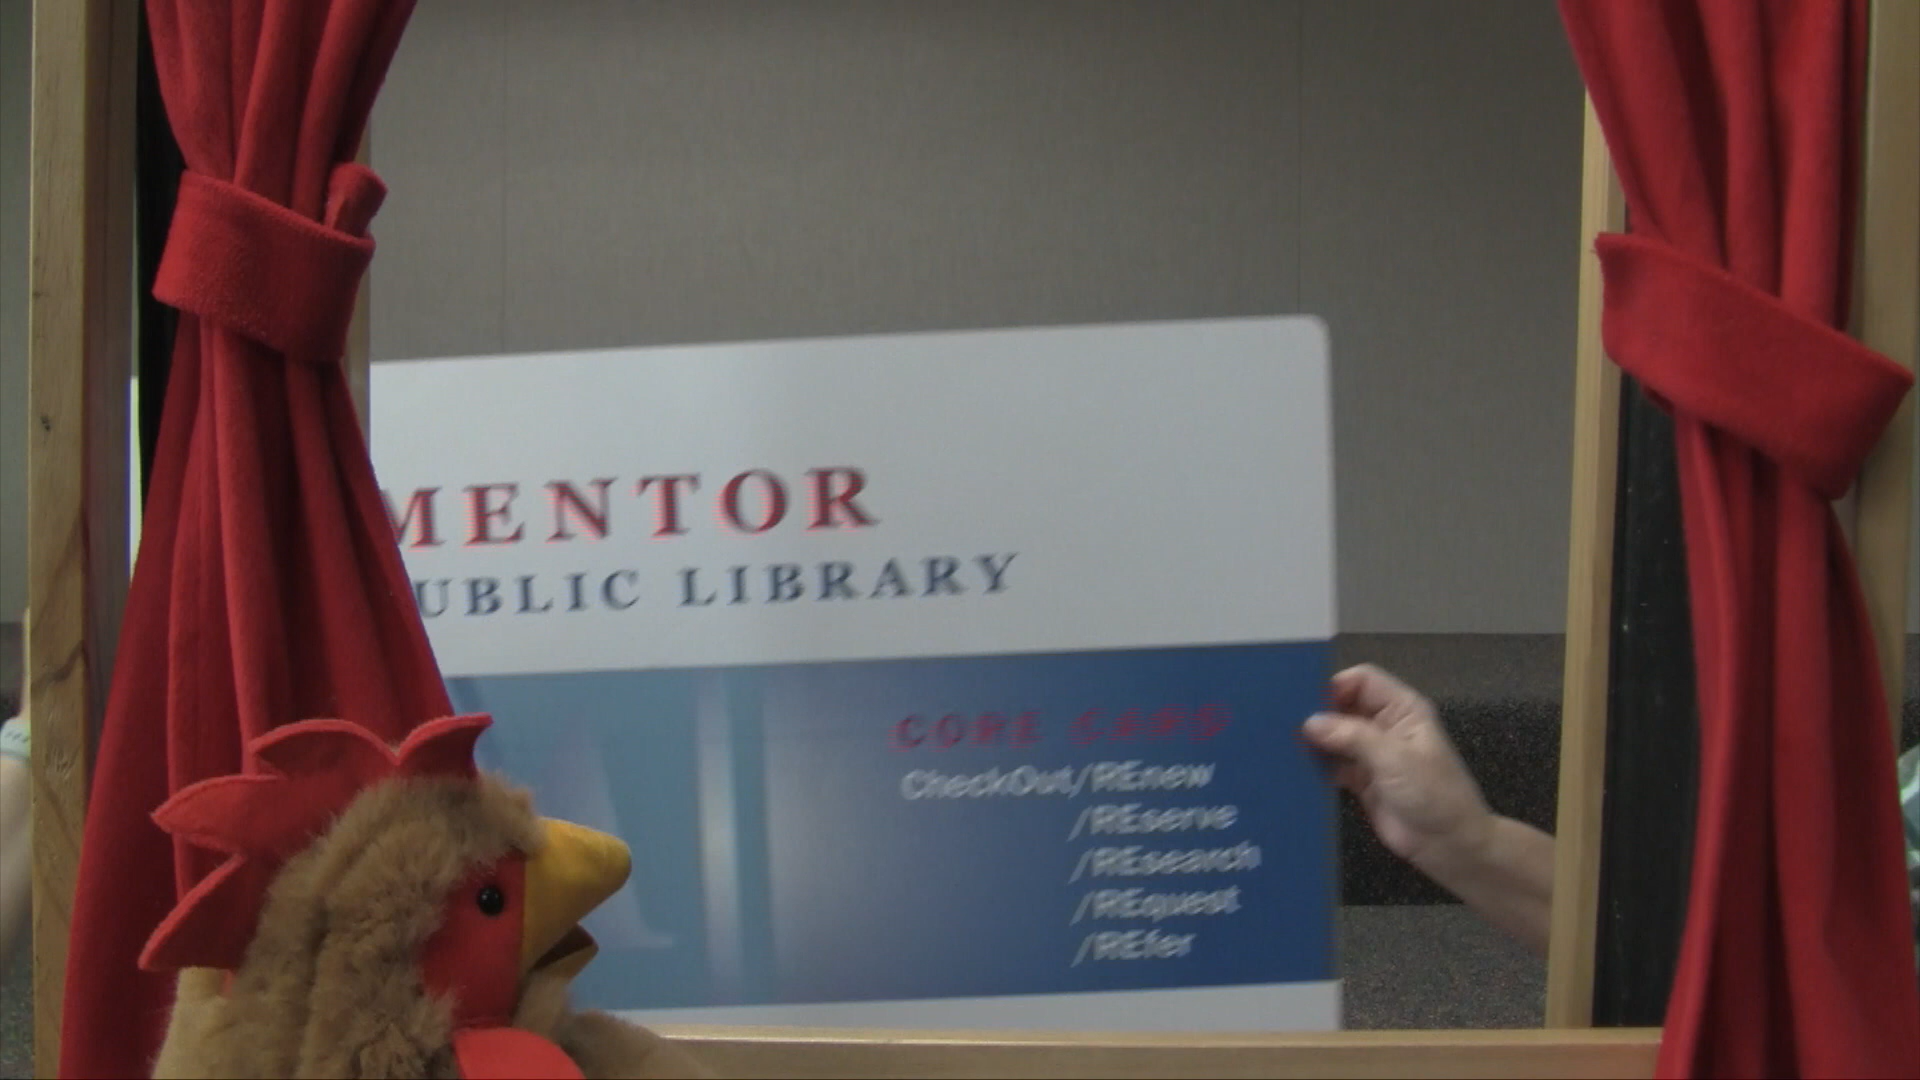 MENTOR
UBLIC LIBRARY
CORE CARD
CheckOut/REnew
/REserve
/REsearch
/REquest
/REfer